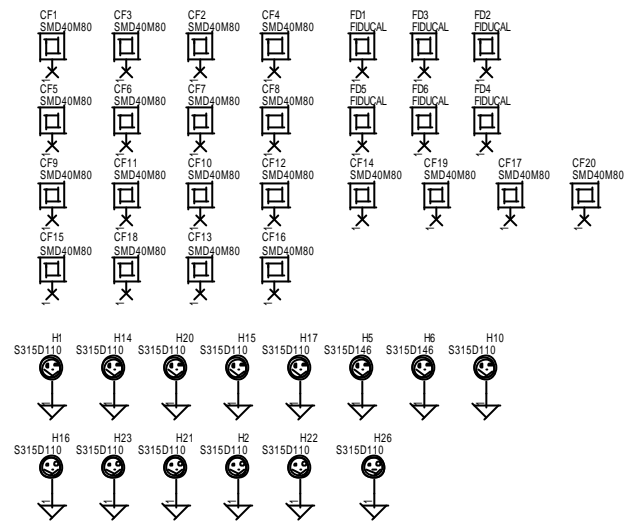 CF1 CF3 CF2 CF4 FD1 FD3 FD2
SMD40M80 SMD40M80 SMD40M80 SMD40M80 FIDUCAL FIDUCAL FIDUCAL
CF5 CF6 CF7 CF8 FD5 FD6 FD4
SMD40M80 SMD40M80 SMD40M80 SMD40M80 FIDUCAL FIDUCAL FIDUCAL
CF9 CF11 CF10 CF12 CF14 CF19 CF17 CF20
SMD40M80 SMD40M80 SMD40M80 SMD40M80 SMD40M80 SMD40M80 SMD40M80 SMD40M80
CF15 CF18 CF13 CF16
SMD40M80 SMD40M80 SMD40M80 SMD40M80
H1 H14 H20 H15 H17 H5 H6 H10
S315D110 S315D110 S315D110 S315D110 S315D110 S315D146 S315D146 S315D110
H16 H23 H21 H2 H22 H26
S315D110 S315D110 S315D110 S315D110 S315D110 S315D110